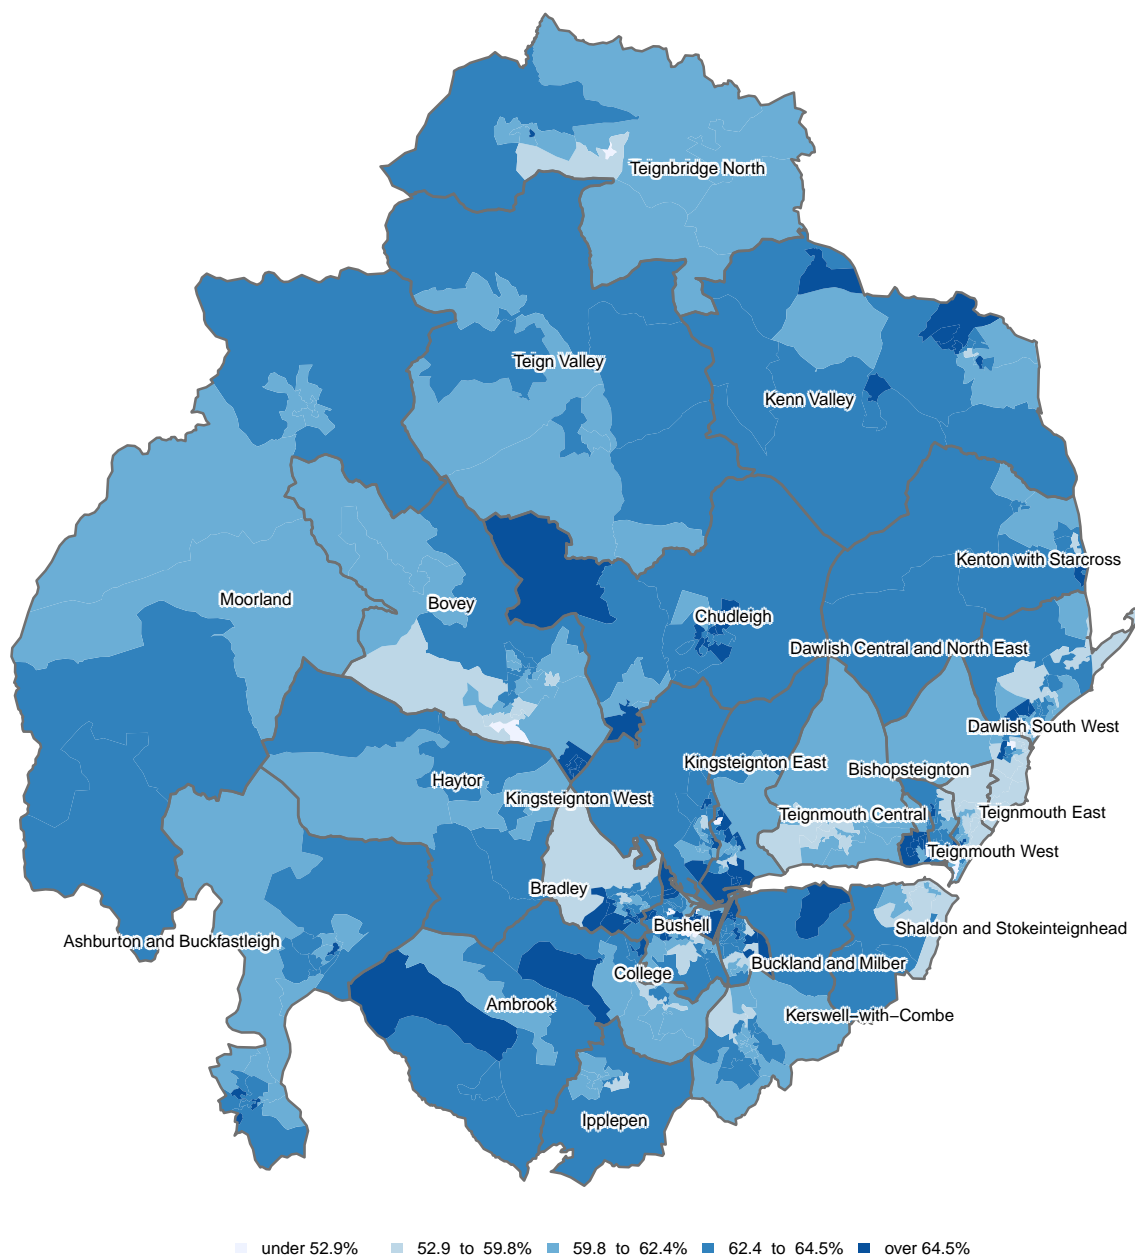 Teignbridge North
Teign Valley
Kenn Valley
Kenton with Starcross
Moorland
Bovey
Chudleigh
Dawlish Central and North East
Dawlish South West
Kingsteignton East
Bishopsteignton
Haytor
Kingsteignton West
Teignmouth Central
Teignmouth East
Teignmouth West
Bradley
Bushell
Shaldon and Stokeinteignhead
Ashburton and Buckfastleigh
College
Buckland and Milber
Ambrook
Kerswell−with−Combe
Ipplepen
under 52.9% 52.9 to 59.8% 59.8 to 62.4% 62.4 to 64.5% over 64.5%